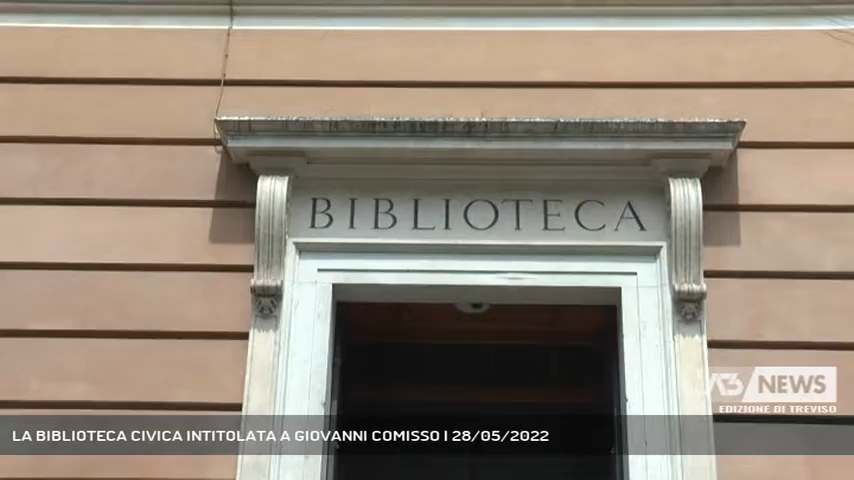 BIBLIOTECA
A3 NEWS
EDIZIONE DI TREVISO
LA BIBLIOTECA CIVICA INTITOLATA A GIOVANNI COMISSO | 28/05/2022